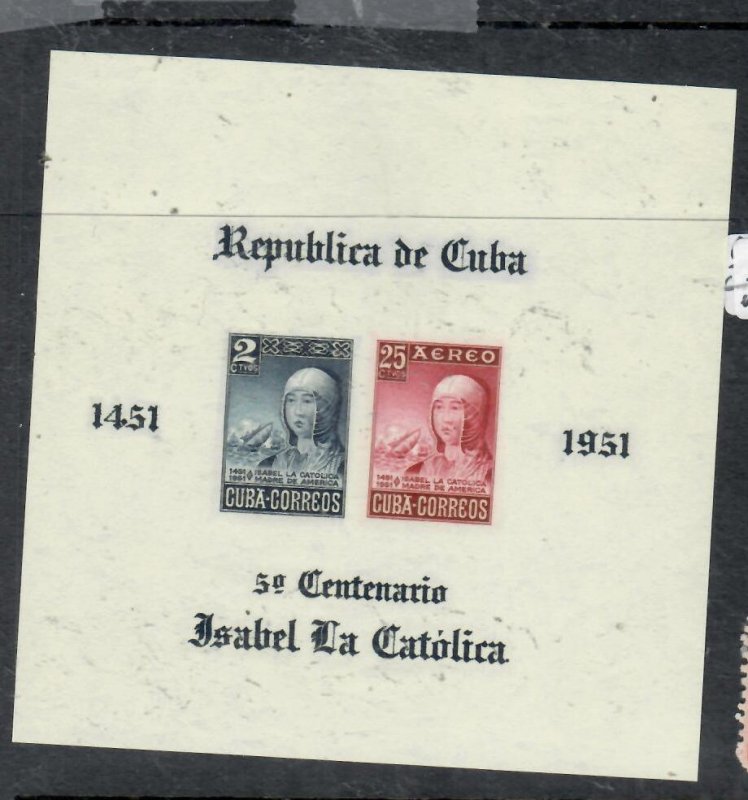 Republica de Cuba
1451
1951
2
CTVOS
1451 ISABEL LA CATOLICA
1951 MADRE DE AMERICA
CUBA-CORREOS
25 AEREO
CTVOS
1451 ISABEL LA CATOLICA
1951 MADRE DE AMERICA
CUBA-CORREOS
5º Centenario
Isabel La Católica